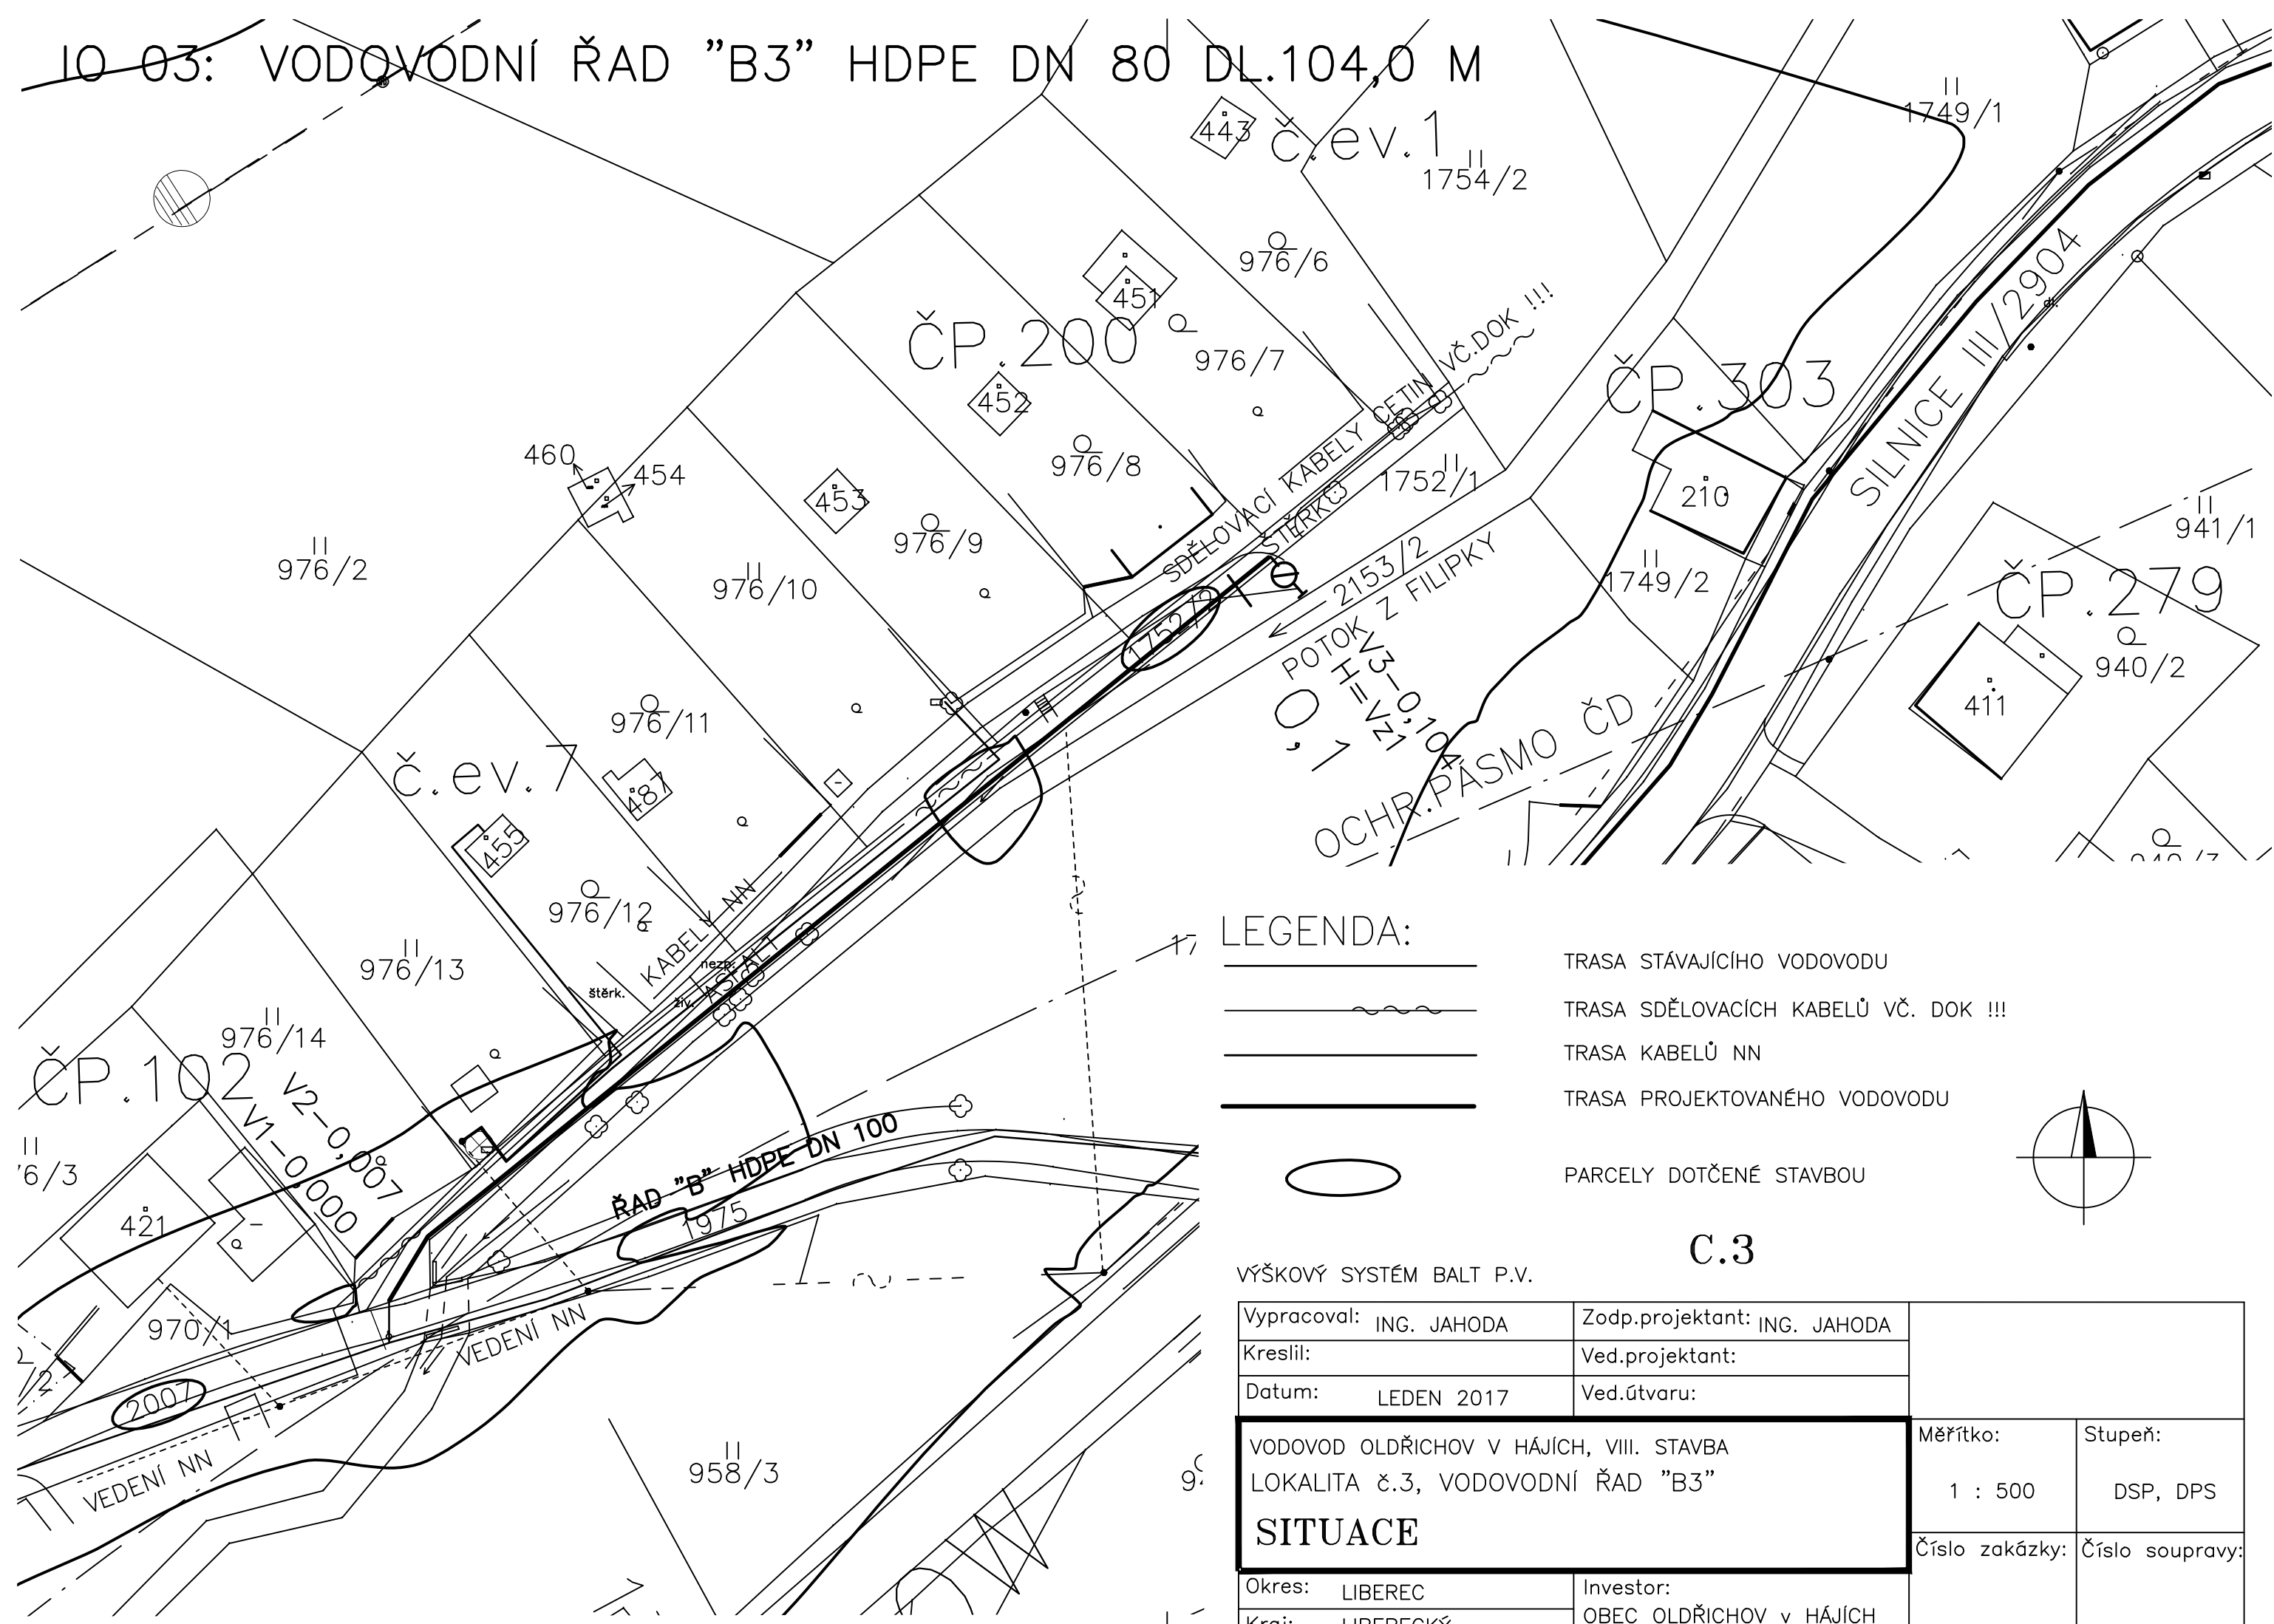 IO 03: VODOVODNÍ ŘAD "B3" HDPE DN 80 DL.104,0 M
1749/1
443
č.ev.1
1754/2
976/6
451
ČP.200
976/7
452
SILNICE III/2904
ČP.303
460
454
976/8
SDĚLOVACÍ KABELY CETIN VČ.DOK !!!
1752/1
210
453
976/9
ŠTĚRK
941/1
976/2
976/10
2153/2
POTOK Z FILIPKY
1749/2
ČP.279
1752/2
940/2
V3-0,104
H=Vz1
0,1
411
976/11
OCHR.PÁSMO ČD
č.ev.7
487
455
976/12
KABEL NN
nezp.
ASFALT
štěrk.
živ.
976/13
976/14
ČP.102
V2-0,007
V1-0,000
421
ŘAD "B" HDPE DN 100
1975
970/1
VEDENÍ NN
2007
VEDENÍ NN
958/3
LEGENDA:
TRASA STÁVAJÍCÍHO VODOVODU
TRASA SDĚLOVACÍCH KABELŮ VČ. DOK !!!
TRASA KABELŮ NN
TRASA PROJEKTOVANÉHO VODOVODU
PARCELY DOTČENÉ STAVBOU
C.3
VÝŠKOVÝ SYSTÉM BALT P.V.
Vypracoval: ING. JAHODA
Zodp.projektant: ING. JAHODA
Kreslil:
Ved.projektant:
Datum: LEDEN 2017
Ved.útvaru:
VODOVOD OLDŘICHOV V HÁJÍCH, VIII. STAVBA
LOKALITA č.3, VODOVODNÍ ŘAD "B3"
SITUACE
Měřítko:
1 : 500
Stupeň:
DSP, DPS
Číslo zakázky:
Číslo soupravy:
Okres: LIBEREC
Investor:
OBEC OLDŘICHOV v HÁJÍCH
Kraj: LIBERECKÝ